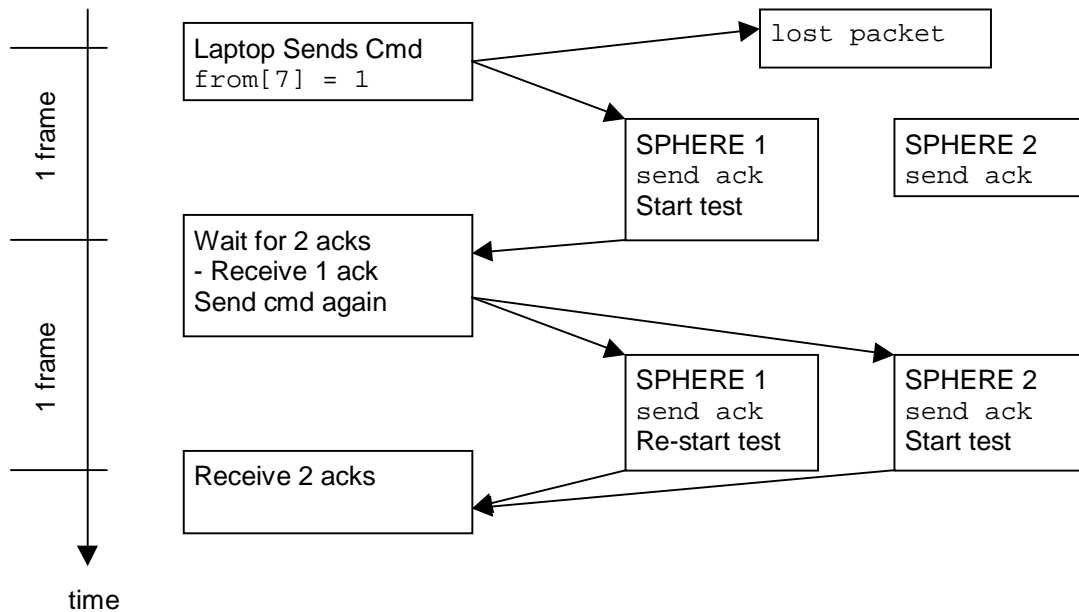 Laptop Sends Cmd
from[7] = 1
lost packet
1 frame
SPHERE 1
send ack
Start test
SPHERE 2
send ack
Wait for 2 acks
- Receive 1 ack
Send cmd again
1 frame
SPHERE 1
send ack
Re-start test
SPHERE 2
send ack
Start test
Receive 2 acks
time